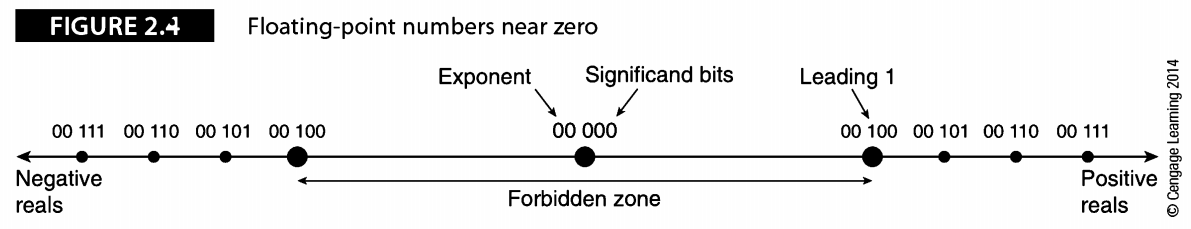 FIGURE 2.4 Floating-point numbers near zero
Exponent Significand bits Leading 1
00 111 00 110 00 101 00 100 00 000 00 100 00 101 00 110 00 111
Negative reals
Forbidden zone
Positive reals
© Cengage Learning 2014